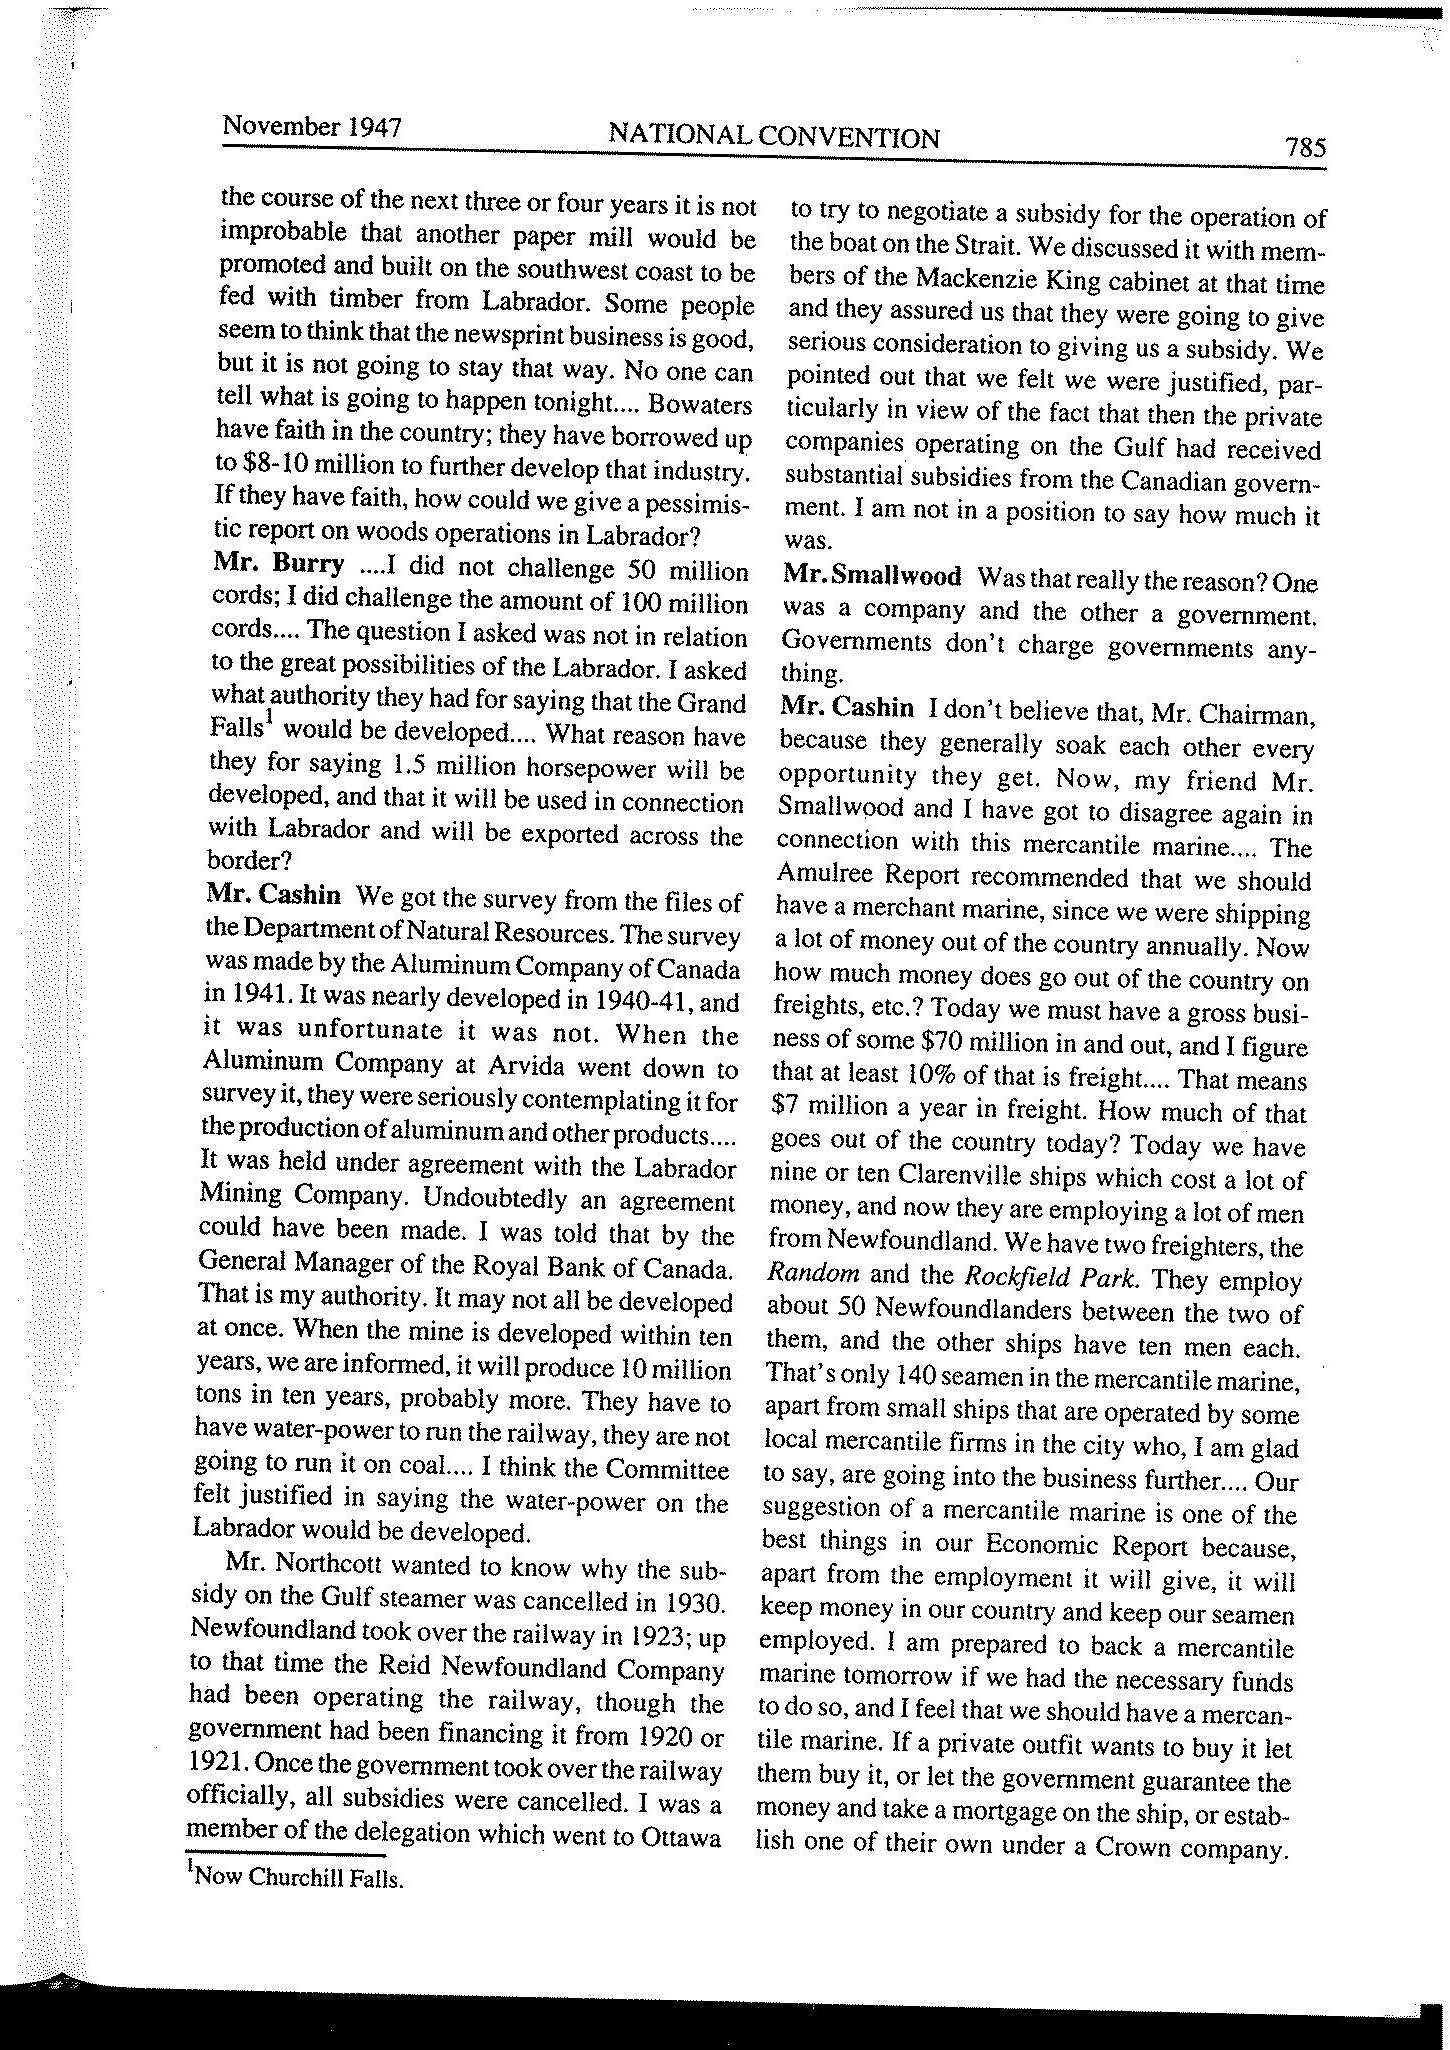 November 1947
NATIONAL CONVENTION
785
the course of the next three or four years it is not
improbable that another paper mill would be
promoted and built on the southwest coast to be
fed with timber from Labrador. Some people
seem to think that the newsprint business is good,
but it is not going to stay that way. No one can
tell what is going to happen tonight.... Bowaters
have faith in the country; they have borrowed up
to $8-10 million to further develop that industry.
If they have faith, how could we give a pessimis-
tic report on woods operations in Labrador?
Mr. Burry ....I did not challenge 50 million
cords; I did challenge the amount of 100 million
cords.... The question I asked was not in relation
to the great possibilities of the Labrador. I asked
what authority they had for saying that the Grand
Falls¹ would be developed.... What reason have
they for saying 1.5 million horsepower will be
developed, and that it will be used in connection
with Labrador and will be exported across the
border?
Mr. Cashin We got the survey from the files of
the Department of Natural Resources. The survey
was made by the Aluminum Company of Canada
in 1941. It was nearly developed in 1940-41, and
it was unfortunate it was not. When the
Aluminum Company at Arvida went down to
survey it, they were seriously contemplating it for
the production of aluminum and other products....
It was held under agreement with the Labrador
Mining Company. Undoubtedly an agreement
could have been made. I was told that by the
General Manager of the Royal Bank of Canada.
That is my authority. It may not all be developed
at once. When the mine is developed within ten
years, we are informed, it will produce 10 million
tons in ten years, probably more. They have to
have water-power to run the railway, they are not
going to run it on coal.... I think the Committee
felt justified in saying the water-power on the
Labrador would be developed.
Mr. Northcott wanted to know why the sub-
sidy on the Gulf steamer was cancelled in 1930.
Newfoundland took over the railway in 1923; up
to that time the Reid Newfoundland Company
had been operating the railway, though the
government had been financing it from 1920 or
1921. Once the government took over the railway
officially, all subsidies were cancelled. I was a
member of the delegation which went to Ottawa
¹Now Churchill Falls.
to try to negotiate a subsidy for the operation of
the boat on the Strait. We discussed it with mem-
bers of the Mackenzie King cabinet at that time
and they assured us that they were going to give
serious consideration to giving us a subsidy. We
pointed out that we felt we were justified, par-
ticularly in view of the fact that then the private
companies operating on the Gulf had received
substantial subsidies from the Canadian govern-
ment. I am not in a position to say how much it
was.
Mr. Smallwood Was that really the reason? One
was a company and the other a government.
Governments don't charge governments any-
thing.
Mr. Cashin I don't believe that, Mr. Chairman,
because they generally soak each other every
opportunity they get. Now, my friend Mr.
Smallwood and I have got to disagree again in
connection with this mercantile marine.... The
Amulree Report recommended that we should
have a merchant marine, since we were shipping
a lot of money out of the country annually. Now
how much money does go out of the country on
freights, etc.? Today we must have a gross busi-
ness of some $70 million in and out, and I figure
that at least 10% of that is freight.... That means
$7 million a year in freight. How much of that
goes out of the country today? Today we have
nine or ten Clarenville ships which cost a lot of
money, and now they are employing a lot of men
from Newfoundland. We have two freighters, the
Random and the Rockfield Park. They employ
about 50 Newfoundlanders between the two of
them, and the other ships have ten men each.
That's only 140 seamen in the mercantile marine,
apart from small ships that are operated by some
local mercantile firms in the city who, I am glad
to say, are going into the business further.... Our
suggestion of a mercantile marine is one of the
best things in our Economic Report because,
apart from the employment it will give, it will
keep money in our country and keep our seamen
employed. I am prepared to back a mercantile
marine tomorrow if we had the necessary funds
to do so, and I feel that we should have a mercan-
tile marine. If a private outfit wants to buy it let
them buy it, or let the government guarantee the
money and take a mortgage on the ship, or estab-
lish one of their own under a Crown company.